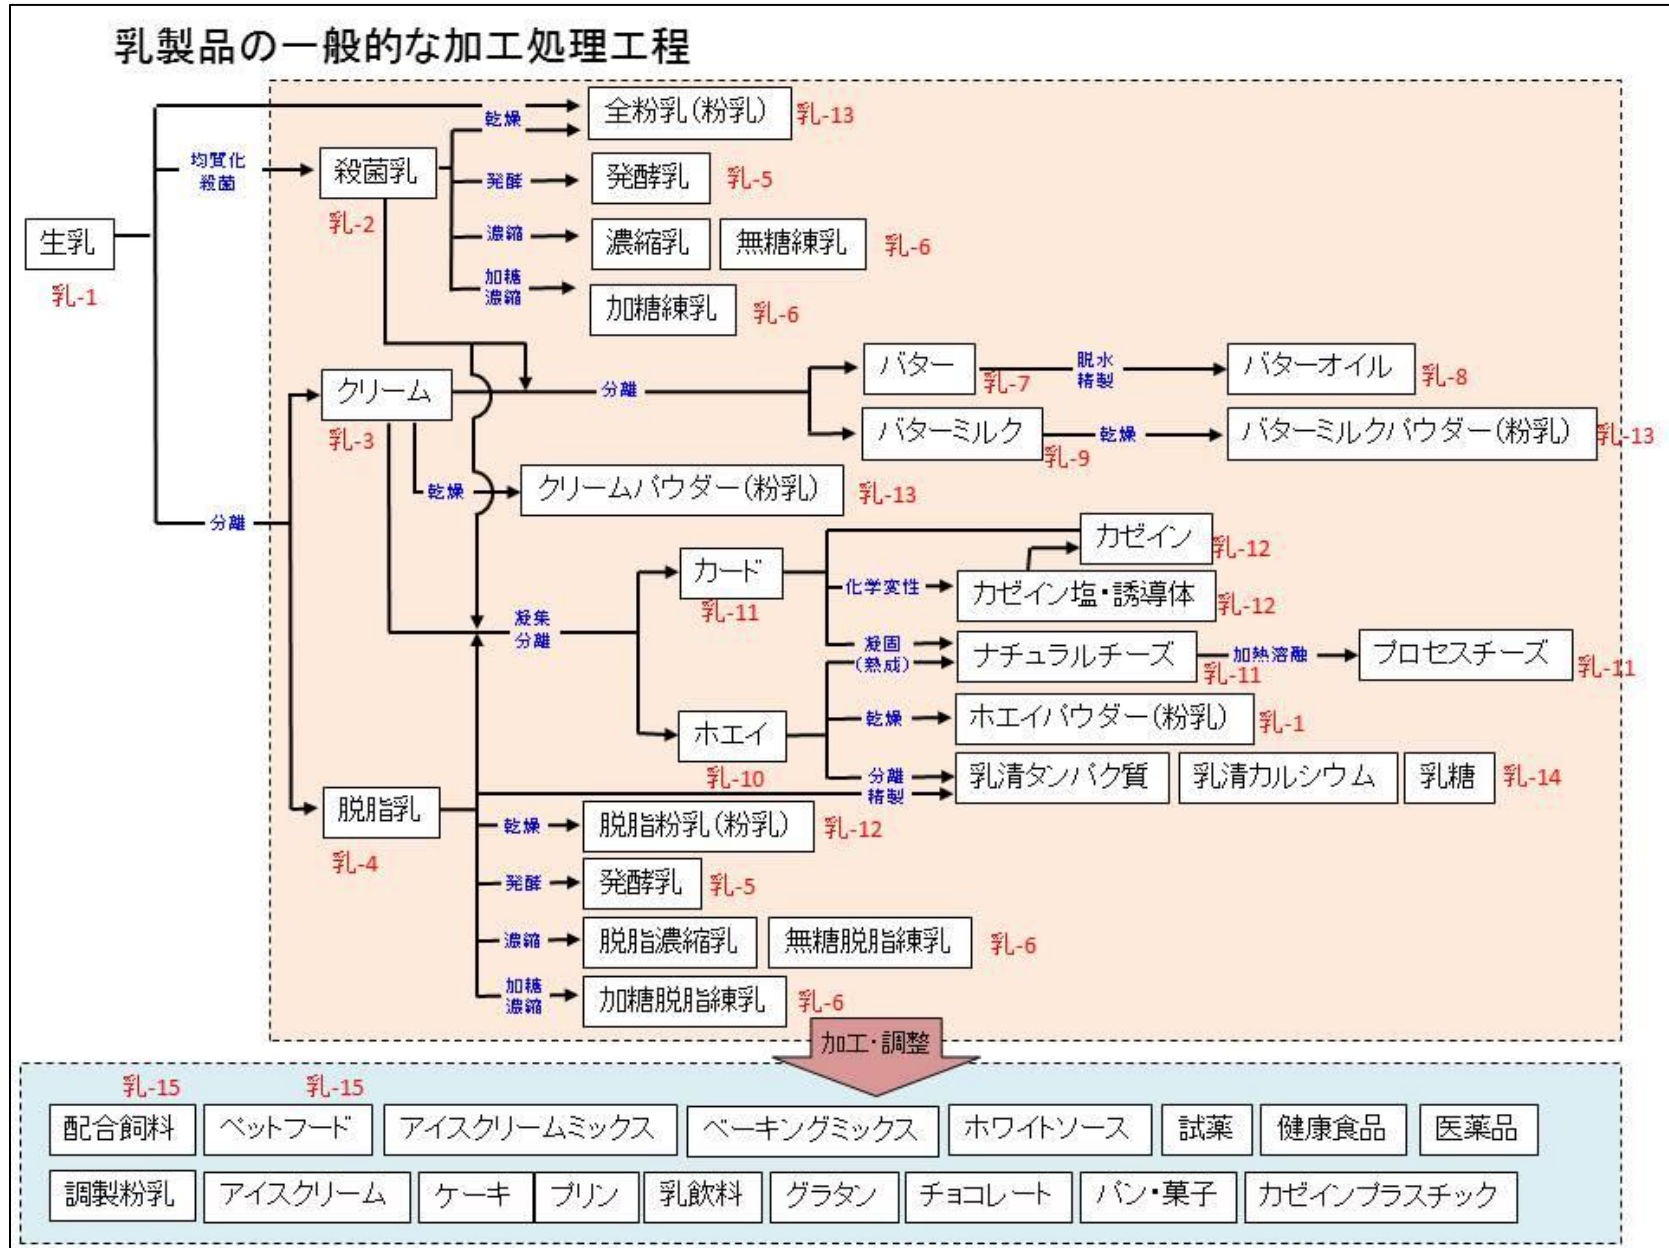 乳製品の一般的な加工処理工程
乾燥
全粉乳(粉乳)
乳-13
均質化
殺菌
殺菌乳
乳-2
発酵
発酵乳
乳-5
生乳
乳-1
濃縮
濃縮乳
無糖練乳
乳-6
加糖
濃縮
加糖練乳
乳-6
クリーム
乳-3
分離
バター
乳-7
脱水
精製
バターオイル
乳-8
バターミルク
乳-9
乾燥
バターミルクパウダー(粉乳)
乳-13
乾燥
クリームパウダー(粉乳)
乳-13
分離
凝集
分離
カード
乳-11
カゼイン
乳-12
化学変性
カゼイン塩・誘導体
乳-12
凝固
(熟成)
ナチュラルチーズ
乳-11
加熱溶融
プロセスチーズ
乳-11
ホエイ
乳-10
乾燥
ホエイパウダー(粉乳)
乳-1
分離
精製
乳清タンパク質
乳清カルシウム
乳糖
乳-14
脱脂乳
乳-4
乾燥
脱脂粉乳(粉乳)
乳-12
発酵
発酵乳
乳-5
濃縮
脱脂濃縮乳
無糖脱脂練乳
乳-6
加糖
濃縮
加糖脱脂練乳
乳-6
加工・調整
乳-15
乳-15
配合飼料
ペットフード
アイスクリームミックス
ベーキングミックス
ホワイトソース
試薬
健康食品
医薬品
調製粉乳
アイスクリーム
ケーキ
プリン
乳飲料
グラタン
チョコレート
パン・菓子
カゼインプラスチック